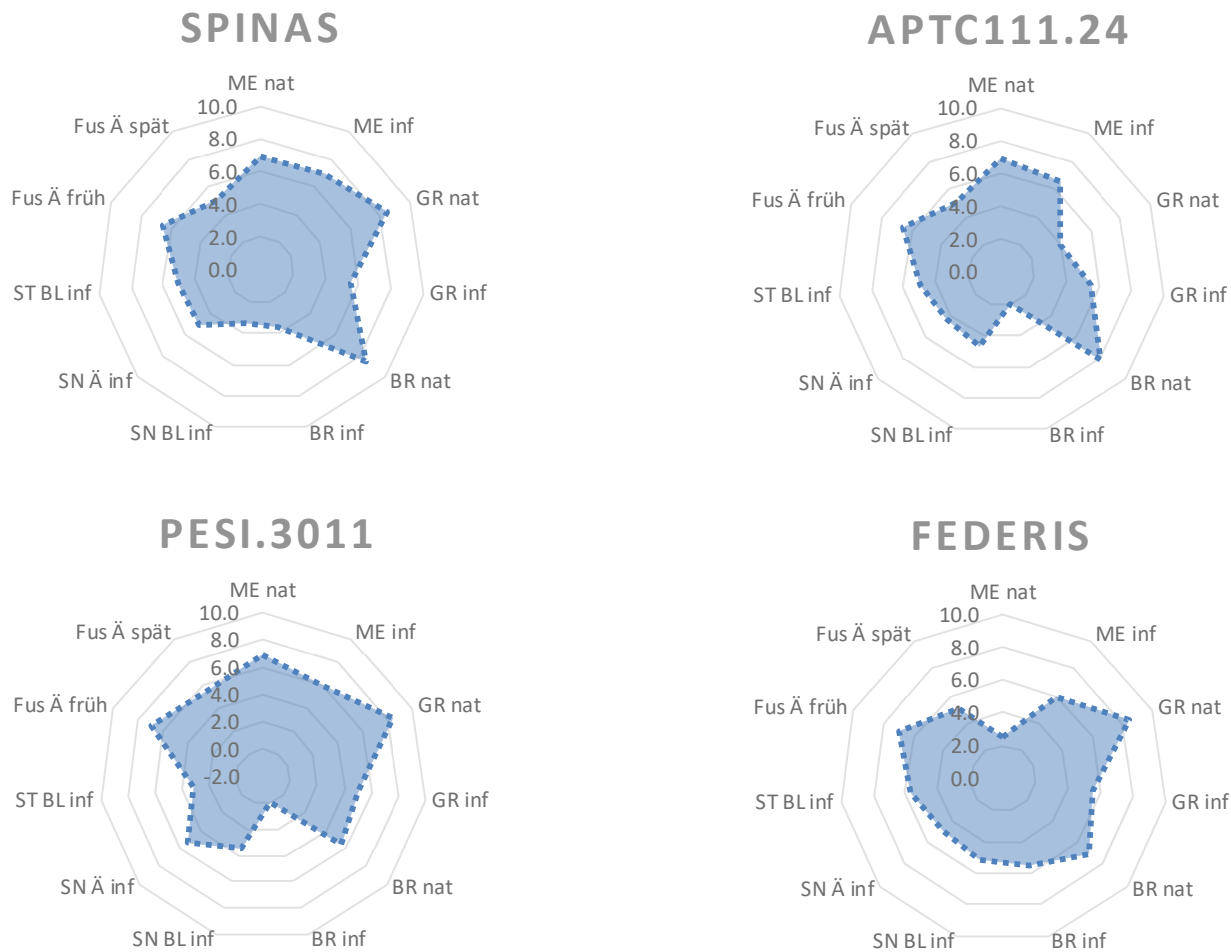 SPINAS
ME nat
ME inf
GR nat
GR inf
BR nat
BR inf
SN BL inf
SN Ä inf
ST BL inf
Fus Ä früh
Fus Ä spät
10.0
8.0
6.0
4.0
2.0
0.0
APTC111.24
ME nat
ME inf
GR nat
GR inf
BR nat
BR inf
SN BL inf
SN Ä inf
ST BL inf
Fus Ä früh
Fus Ä spät
10.0
8.0
6.0
4.0
2.0
0.0
PESI.3011
ME nat
ME inf
GR nat
GR inf
BR nat
BR inf
SN BL inf
SN Ä inf
ST BL inf
Fus Ä früh
Fus Ä spät
10.0
8.0
6.0
4.0
2.0
0.0
-2.0
FEDERIS
ME nat
ME inf
GR nat
GR inf
BR nat
BR inf
SN BL inf
SN Ä inf
ST BL inf
Fus Ä früh
Fus Ä spät
10.0
8.0
6.0
4.0
2.0
0.0